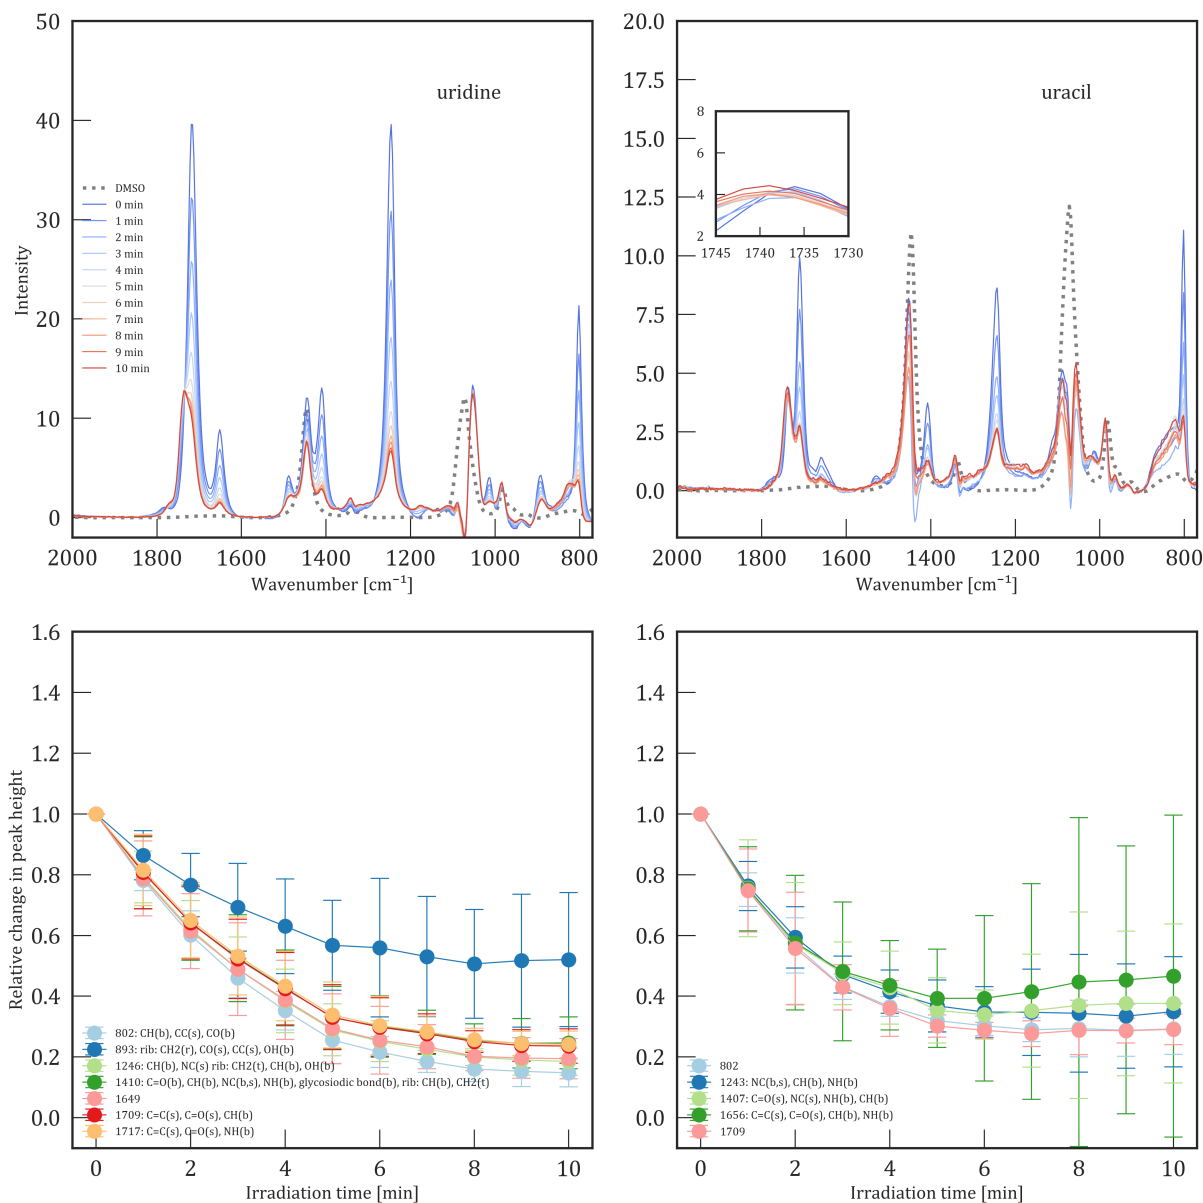 50
40
30
20
10
0
Intensity
uridine
DMSO
0 min
1 min
2 min
3 min
4 min
5 min
6 min
7 min
8 min
9 min
10 min
2000 1800 1600 1400 1200 1000 800
Wavenumber [cm⁻¹]
20.0
17.5
15.0
12.5
10.0
7.5
5.0
2.5
0.0
uracil
8
6
4
2
1745 1740 1735 1730
2000 1800 1600 1400 1200 1000 800
Wavenumber [cm⁻¹]
1.6
1.4
1.2
1.0
0.8
0.6
0.4
0.2
0.0
Relative change in peak height
802: CH(b), CC(s), CO(b)
893: rib: CH2(r), CO(s), CC(s), OH(b)
1246: CH(b), NC(s) rib: CH2(t), CH(b), OH(b)
1410: C=O(b), CH(b), NC(b,s), NH(b), glycosiodic bond(b), rib: CH(b), CH2(t)
1649
1709: C=C(s), C=O(s), CH(b)
1717: C=C(s), C=O(s), NH(b)
0 2 4 6 8 10
Irradiation time [min]
1.6
1.4
1.2
1.0
0.8
0.6
0.4
0.2
0.0
802
1243: NC(b,s), CH(b), NH(b)
1407: C=O(s), NC(s), NH(b), CH(b)
1656: C=C(s), C=O(s), CH(b), NH(b)
1709
0 2 4 6 8 10
Irradiation time [min]